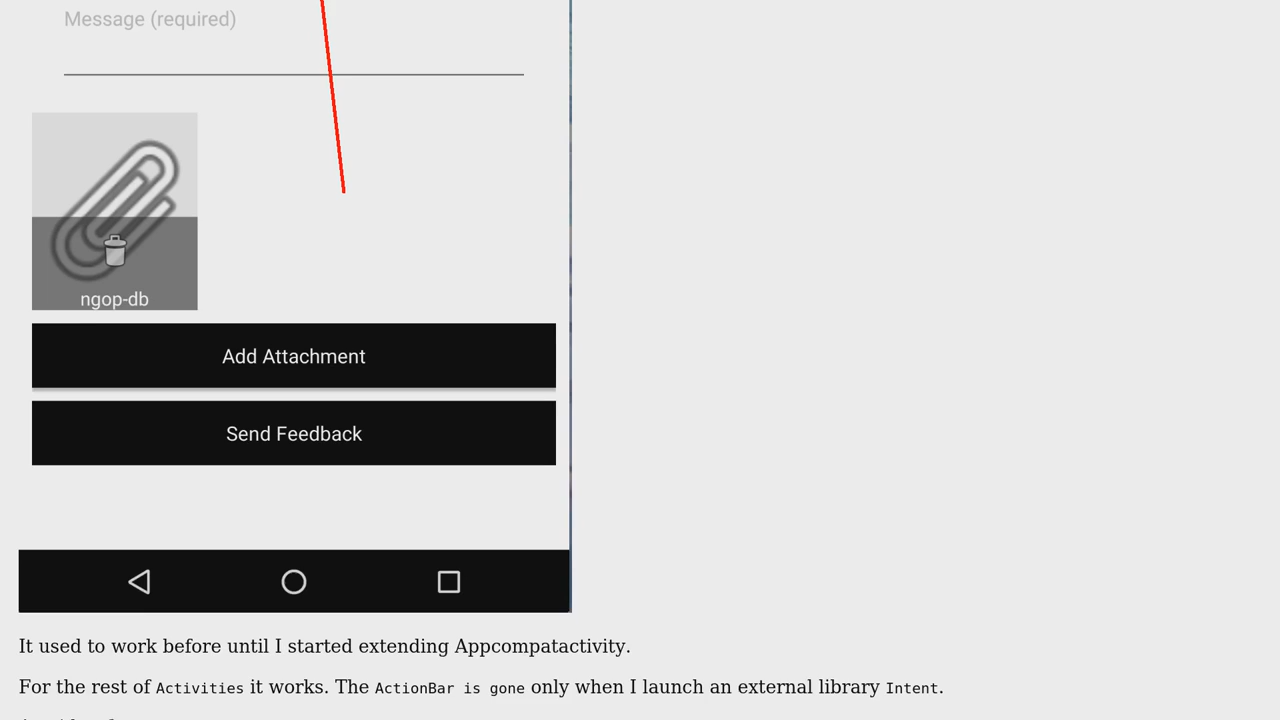 Message (required)
ngop-db
Add Attachment
Send Feedback
It used to work before until I started extending Appcompatactivity.
For the rest of Activities it works. The ActionBar is gone only when I launch an external library Intent.